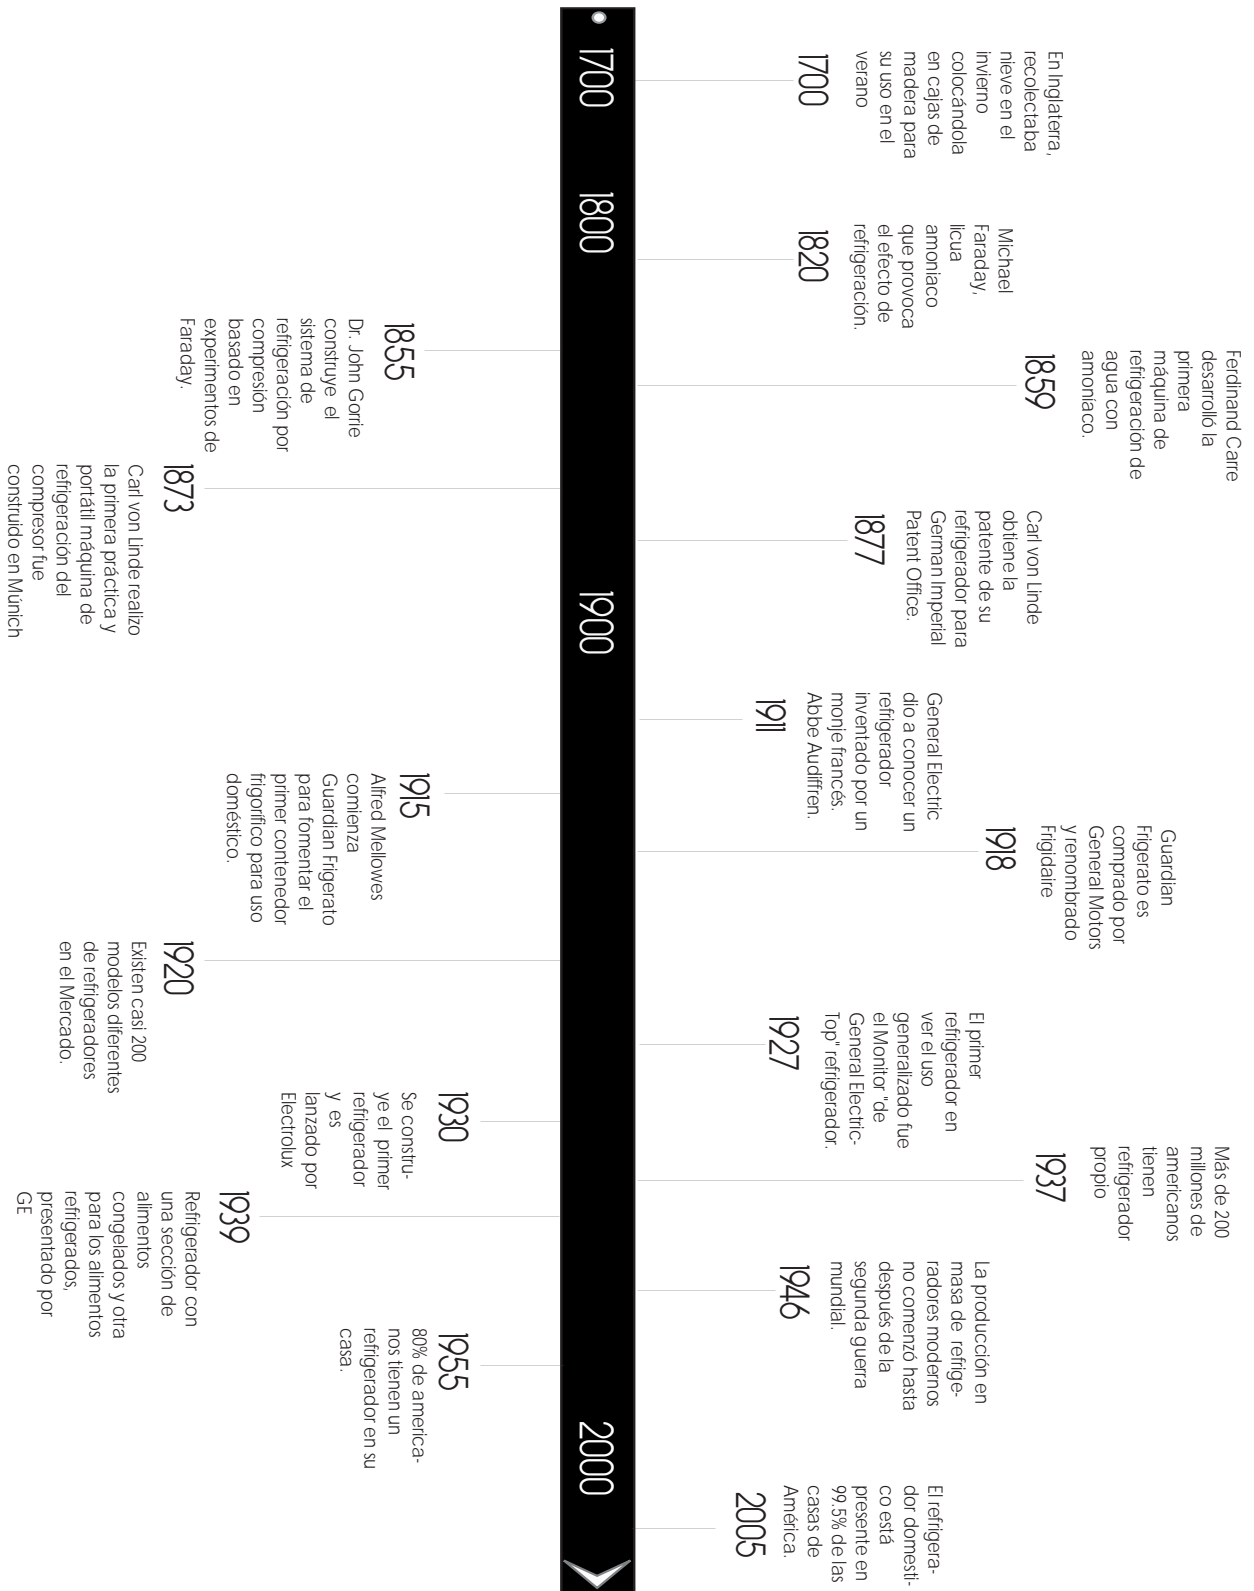 1700
1800
1900
2000
En Inglaterra,
recolectaba
nieve en el
invierno
colocándola
en cajas de
madera para
su uso en el
verano
1700
Michael
Faraday,
licua
amoniaco
que provoca
el efecto de
refrigeración.
1820
Ferdinand Carre
desarrolló la
primera
máquina de
refrigeración de
agua con
amoníaco.
1859
Carl von Linde
obtiene la
patente de su
refrigerador para
German Imperial
Patent Office.
1877
General Electric
dio a conocer un
refrigerador
inventado por un
monje francés.
Abbe Audiffren.
1911
Guardian
Frigerato es
comprado por
General Motors
y renombrado
Frigidaire
1918
El primer
refrigerador en
ver el uso
generalizado fue
el Monitor "de
General Electric-
Top" refrigerador.
1927
Más de 200
millones de
americanos
tienen
refrigerador
propio
1937
La producción en
masa de refrige-
radores modernos
no comenzó hasta
después de la
segunda guerra
mundial.
1946
El refrigera-
dor domesti-
co está
presente en
99.5% de las
casas de
América.
2005
1855
Dr. John Gorrie
construye el
sistema de
refrigeración por
compresión
basado en
experimentos de
Faraday.
1873
Carl von Linde realizo
la primera práctica y
portátil máquina de
refrigeración del
compresor fue
construido en Múnich
1915
Alfred Mellowes
comienza
Guardian Frigerato
para fomentar el
primer contenedor
frigorífico para uso
doméstico.
1920
Existen casi 200
modelos diferentes
de refrigeradores
en el Mercado.
1930
Se constru-
ye el primer
refrigerador
y es
lanzado por
Electrolux
1939
Refrigerador con
una sección de
alimentos
congelados y otra
para los alimentos
refrigerados,
presentado por
GE
1955
80% de america-
nos tienen un
refrigerador en su
casa.